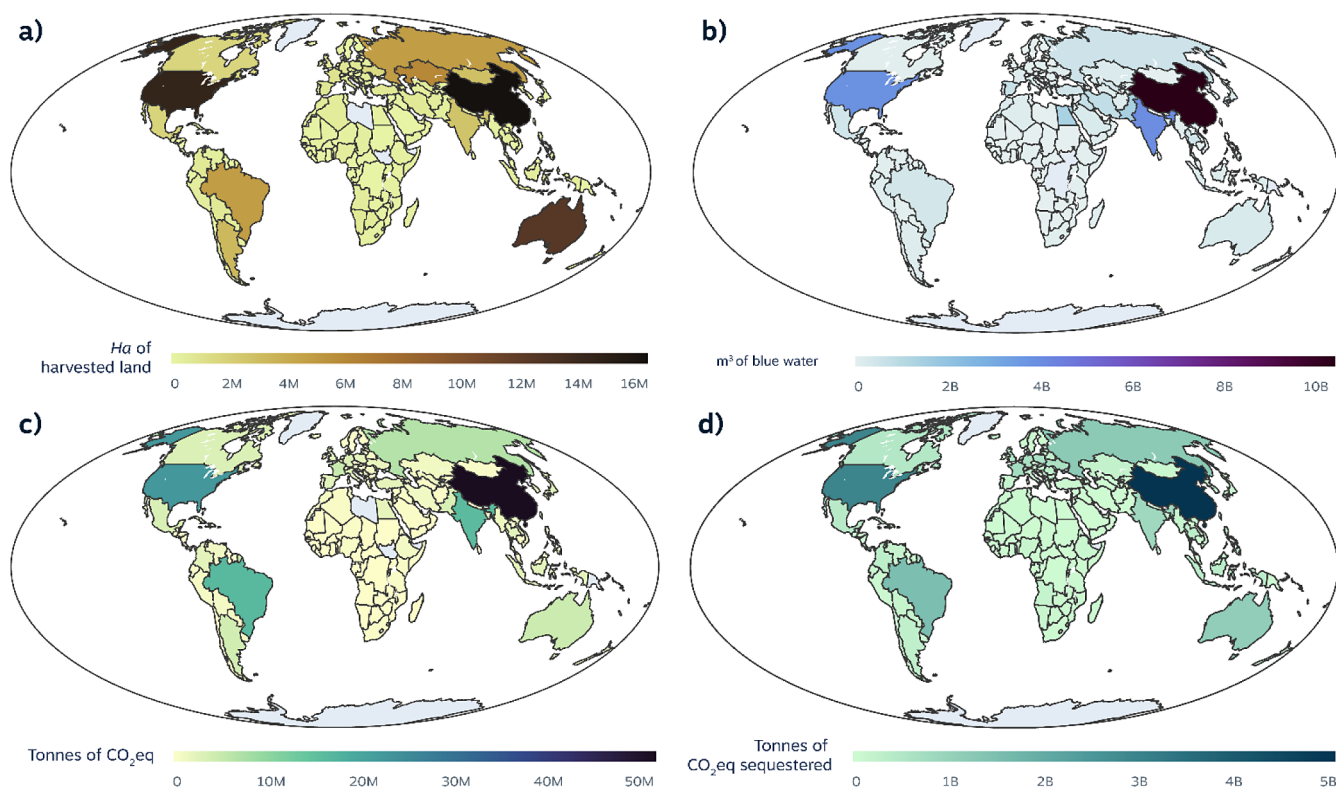 a)
b)
Ha of
harvested land
0 2M 4M 6M 8M 10M 12M 14M 16M
m³ of blue water
0 2B 4B 6B 8B 10B
c)
d)
Tonnes of CO₂eq
0 10M 20M 30M 40M 50M
Tonnes of
CO₂eq sequestered
0 1B 2B 3B 4B 5B